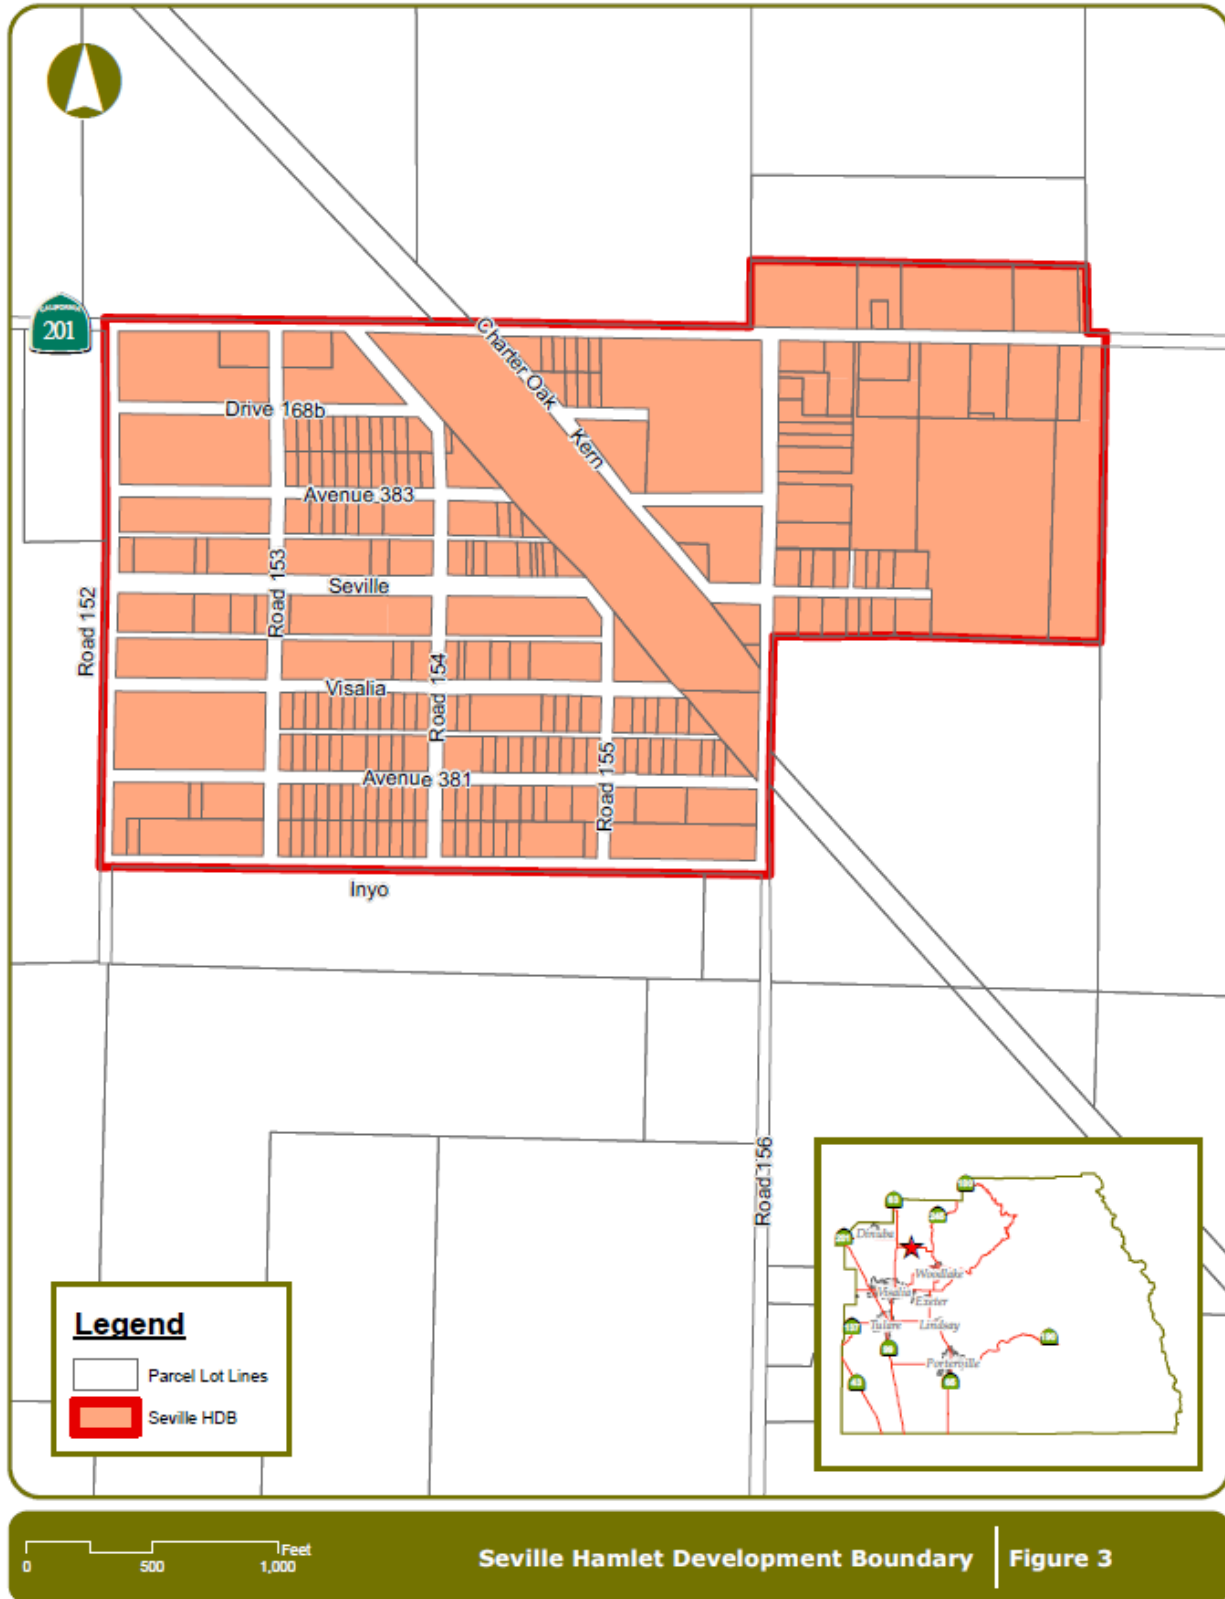 CALIFORNIA
201
Charter Oak
Kern
Drive 168b
Avenue 383
Road 153
Seville
Road 152
Road 154
Visalia
Road 155
Avenue 381
Inyo
Road 156
Dinuba
Woodlake
Visalia
Exeter
Tulare
Lindsay
Porterville
190
Legend
Parcel Lot Lines
Seville HDB
Feet
0
500
1,000
Seville Hamlet Development Boundary
Figure 3